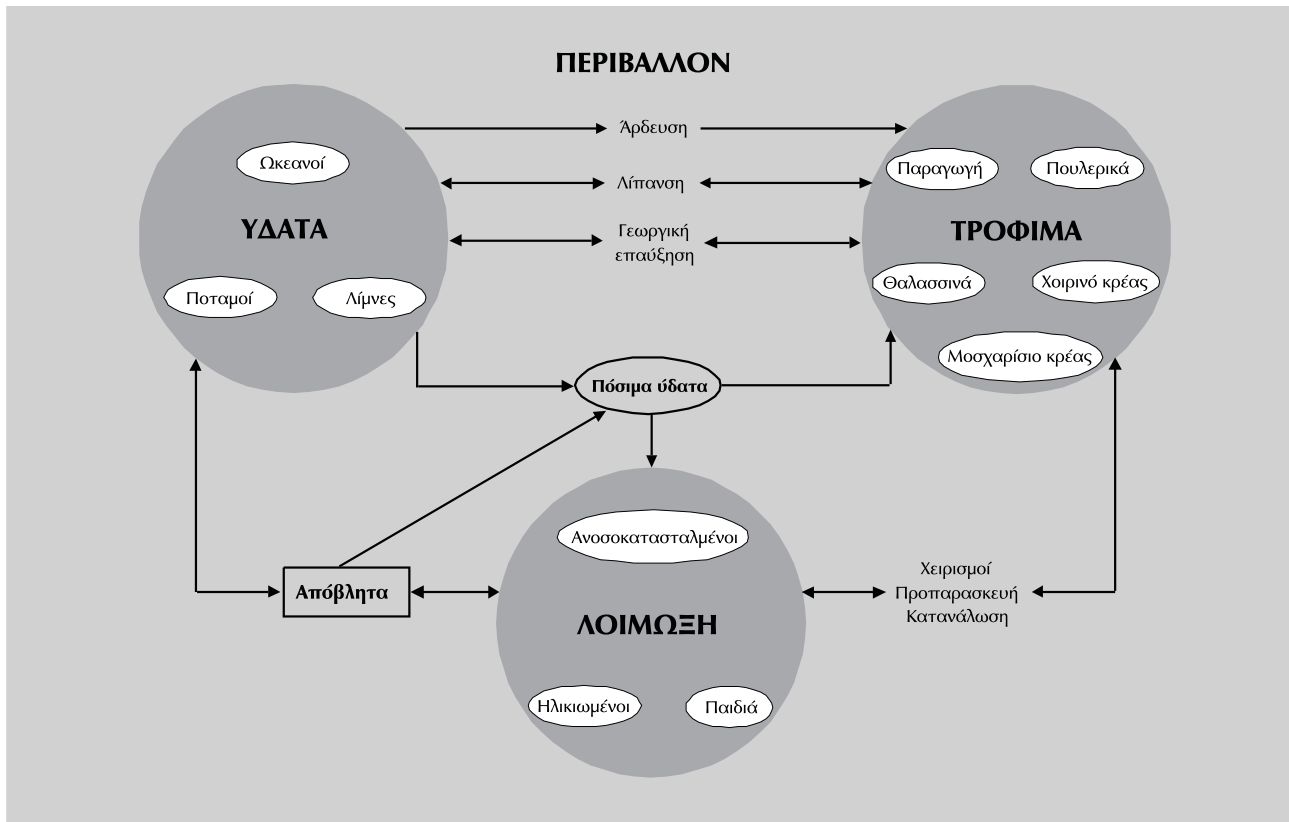 ΠΕΡΙΒΑΛΛΟΝ
Άρδευση
Ωκεανοί
Παραγωγή
Πουλερικά
Λίπανση
ΥΔΑΤΑ
Γεωργική
επαύξηση
ΤΡΟΦΙΜΑ
Ποταμοί
Λίμνες
Θαλασσινά
Χοιρινό κρέας
Μοσχαρίσιο κρέας
Πόσιμα ύδατα
Ανοσοκατασταλμένοι
Απόβλητα
Χειρισμοί
Προπαρασκευή
Κατανάλωση
ΛΟΙΜΩΞΗ
Ηλικιωμένοι
Παιδιά